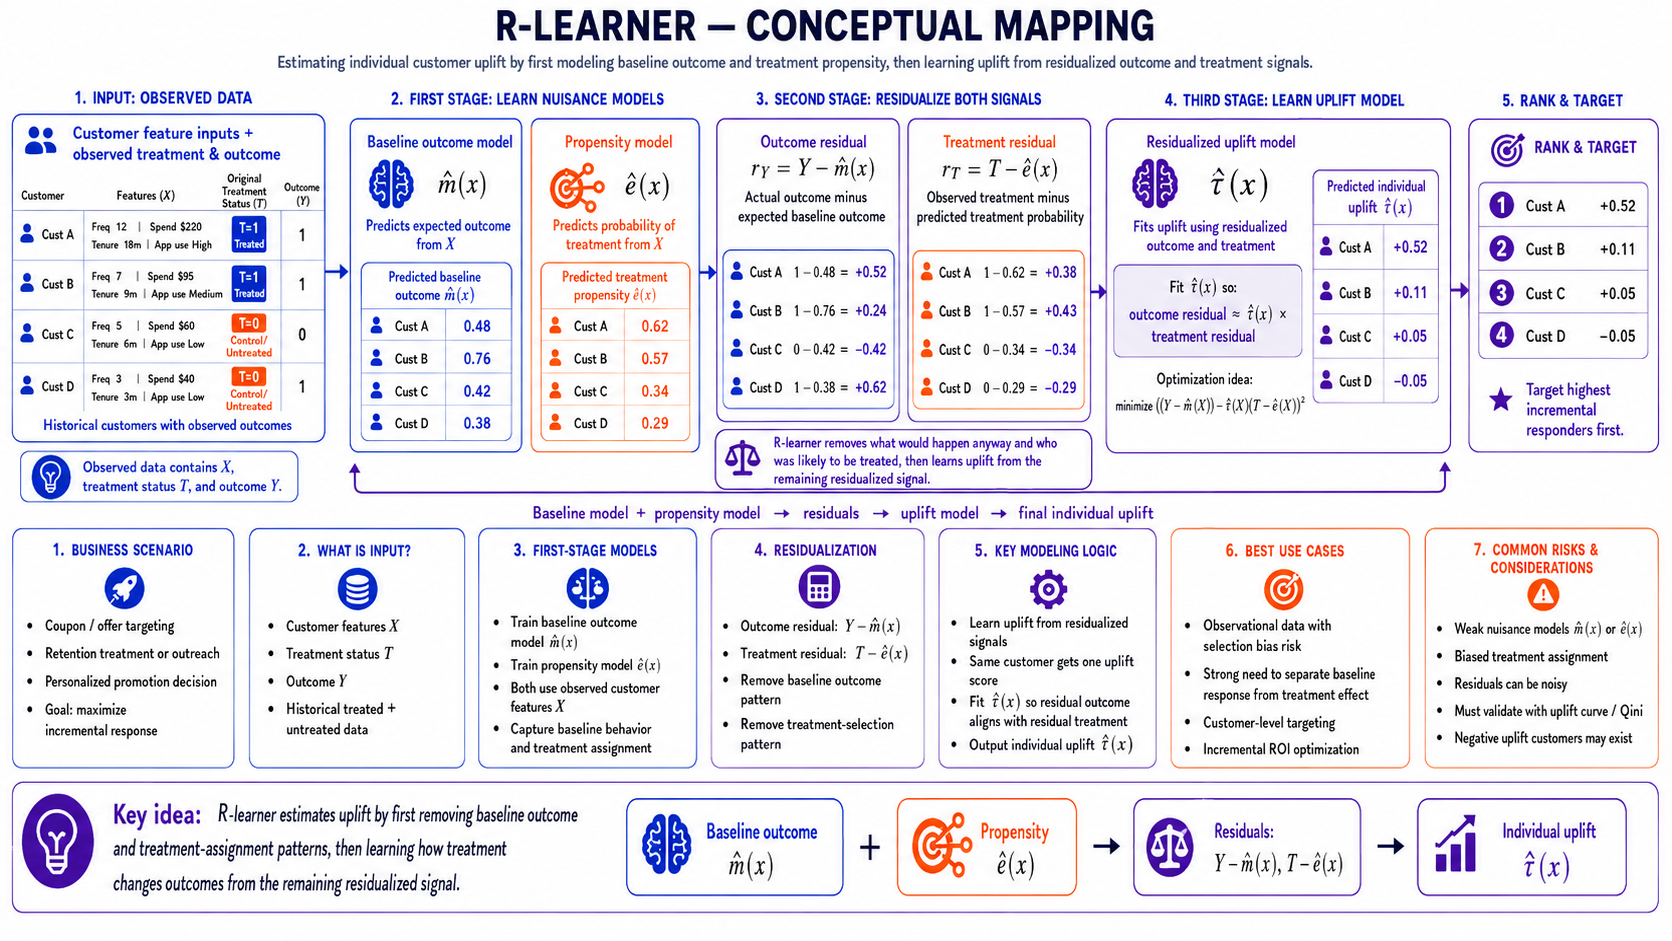 R-LEARNER — CONCEPTUAL MAPPING
Estimating individual customer uplift by first modeling baseline outcome and treatment propensity, then learning uplift from residualized outcome and treatment signals.
1. INPUT: OBSERVED DATA
Customer feature inputs +
observed treatment & outcome
Customer
Features (X)
Original
Treatment
Status (T)
Outcome
(Y)
Cust A
Freq 12 | Spend $220
Tenure 18m | App use High
T=1
Treated
1
Cust B
Freq 7 | Spend $95
Tenure 9m | App use Medium
T=1
Treated
1
Cust C
Freq 5 | Spend $60
Tenure 6m | App use Low
T=0
Control/
Untreated
0
Cust D
Freq 3 | Spend $40
Tenure 3m | App use Low
T=0
Control/
Untreated
1
Historical customers with observed outcomes
Observed data contains X,
treatment status T, and outcome Y.
2. FIRST STAGE: LEARN NUISANCE MODELS
Baseline outcome model
m̂(x)
Predicts expected outcome
from X
Predicted baseline
outcome m̂(x)
Cust A 0.48
Cust B 0.76
Cust C 0.42
Cust D 0.38
Propensity model
ê(x)
Predicts probability of
treatment from X
Predicted treatment
propensity ê(x)
Cust A 0.62
Cust B 0.57
Cust C 0.34
Cust D 0.29
3. SECOND STAGE: RESIDUALIZE BOTH SIGNALS
Outcome residual
r_Y = Y − m̂(x)
Actual outcome minus
expected baseline outcome
Cust A 1 − 0.48 = +0.52
Cust B 1 − 0.76 = +0.24
Cust C 0 − 0.42 = −0.42
Cust D 1 − 0.38 = +0.62
Treatment residual
r_T = T − ê(x)
Observed treatment minus
predicted treatment probability
Cust A 1 − 0.62 = +0.38
Cust B 1 − 0.57 = +0.43
Cust C 0 − 0.34 = −0.34
Cust D 0 − 0.29 = −0.29
R-learner removes what would happen anyway and who
was likely to be treated, then learns uplift from the
remaining residualized signal.
4. THIRD STAGE: LEARN UPLIFT MODEL
Residualized uplift model
τ̂(x)
Fits uplift using residualized
outcome and treatment
Fit τ̂(x) so:
outcome residual ≈ τ̂(x) ×
treatment residual
Optimization idea:
minimize ((Y − m̂(X)) − τ̂(X)(T − ê(X))²
Predicted individual
uplift τ̂(x)
Cust A +0.52
Cust B +0.11
Cust C +0.05
Cust D −0.05
5. RANK & TARGET
RANK & TARGET
1 Cust A +0.52
2 Cust B +0.11
3 Cust C +0.05
4 Cust D −0.05
Target highest
incremental
responders first.
Baseline model + propensity model → residuals → uplift model → final individual uplift
1. BUSINESS SCENARIO
• Coupon / offer targeting
• Retention treatment or outreach
• Personalized promotion decision
• Goal: maximize
incremental response
2. WHAT IS INPUT?
• Customer features X
• Treatment status T
• Outcome Y
• Historical treated +
untreated data
3. FIRST-STAGE MODELS
• Train baseline outcome
model m̂(x)
• Train propensity model ê(x)
• Both use observed customer
features X
• Capture baseline behavior
and treatment assignment
4. RESIDUALIZATION
• Outcome residual: Y − m̂(x)
• Treatment residual: T − ê(x)
• Remove baseline outcome
pattern
• Remove treatment-selection
pattern
5. KEY MODELING LOGIC
• Learn uplift from residualized
signals
• Same customer gets one uplift
score
• Fit τ̂(x) so residual outcome
aligns with residual treatment
• Output individual uplift τ̂(x)
6. BEST USE CASES
• Observational data with
selection bias risk
• Strong need to separate baseline
response from treatment effect
• Customer-level targeting
• Incremental ROI optimization
7. COMMON RISKS &
CONSIDERATIONS
• Weak nuisance models m̂(x) or ê(x)
• Biased treatment assignment
• Residuals can be noisy
• Must validate with uplift curve / Qini
• Negative uplift customers may exist
Key idea: R-learner estimates uplift by first removing baseline outcome
and treatment-assignment patterns, then learning how treatment
changes outcomes from the remaining residualized signal.
Baseline outcome
m̂(x)
+
Propensity
ê(x)
→
Residuals:
Y − m̂(x), T − ê(x)
→
Individual uplift
τ̂(x)